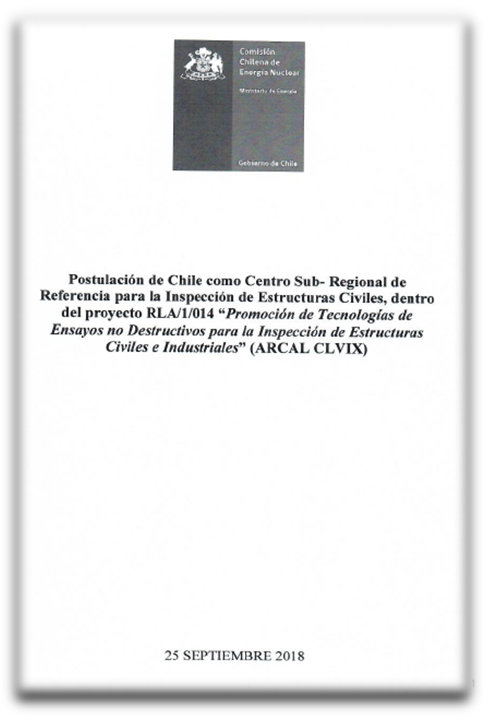 Comisión
Chilena de
Energía Nuclear
Ministerio de Energía
Gobierno de Chile
Postulación de Chile como Centro Sub- Regional de
Referencia para la Inspección de Estructuras Civiles, dentro
del proyecto RLA/1/014 “Promoción de Tecnologías de
Ensayos no Destructivos para la Inspección de Estructuras
Civiles e Industriales” (ARCAL CLVIX)
25 SEPTIEMBRE 2018